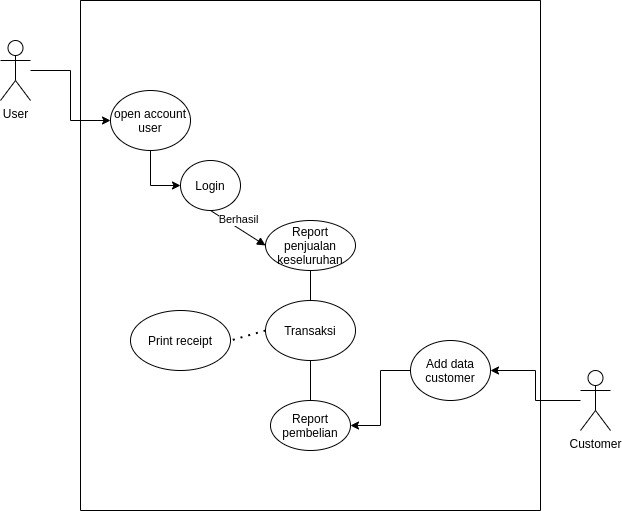 User
open account
user
Login
Berhasil
Report
penjualan
keseluruhan
Transaksi
Print receipt
Add data
customer
Report
pembelian
Customer